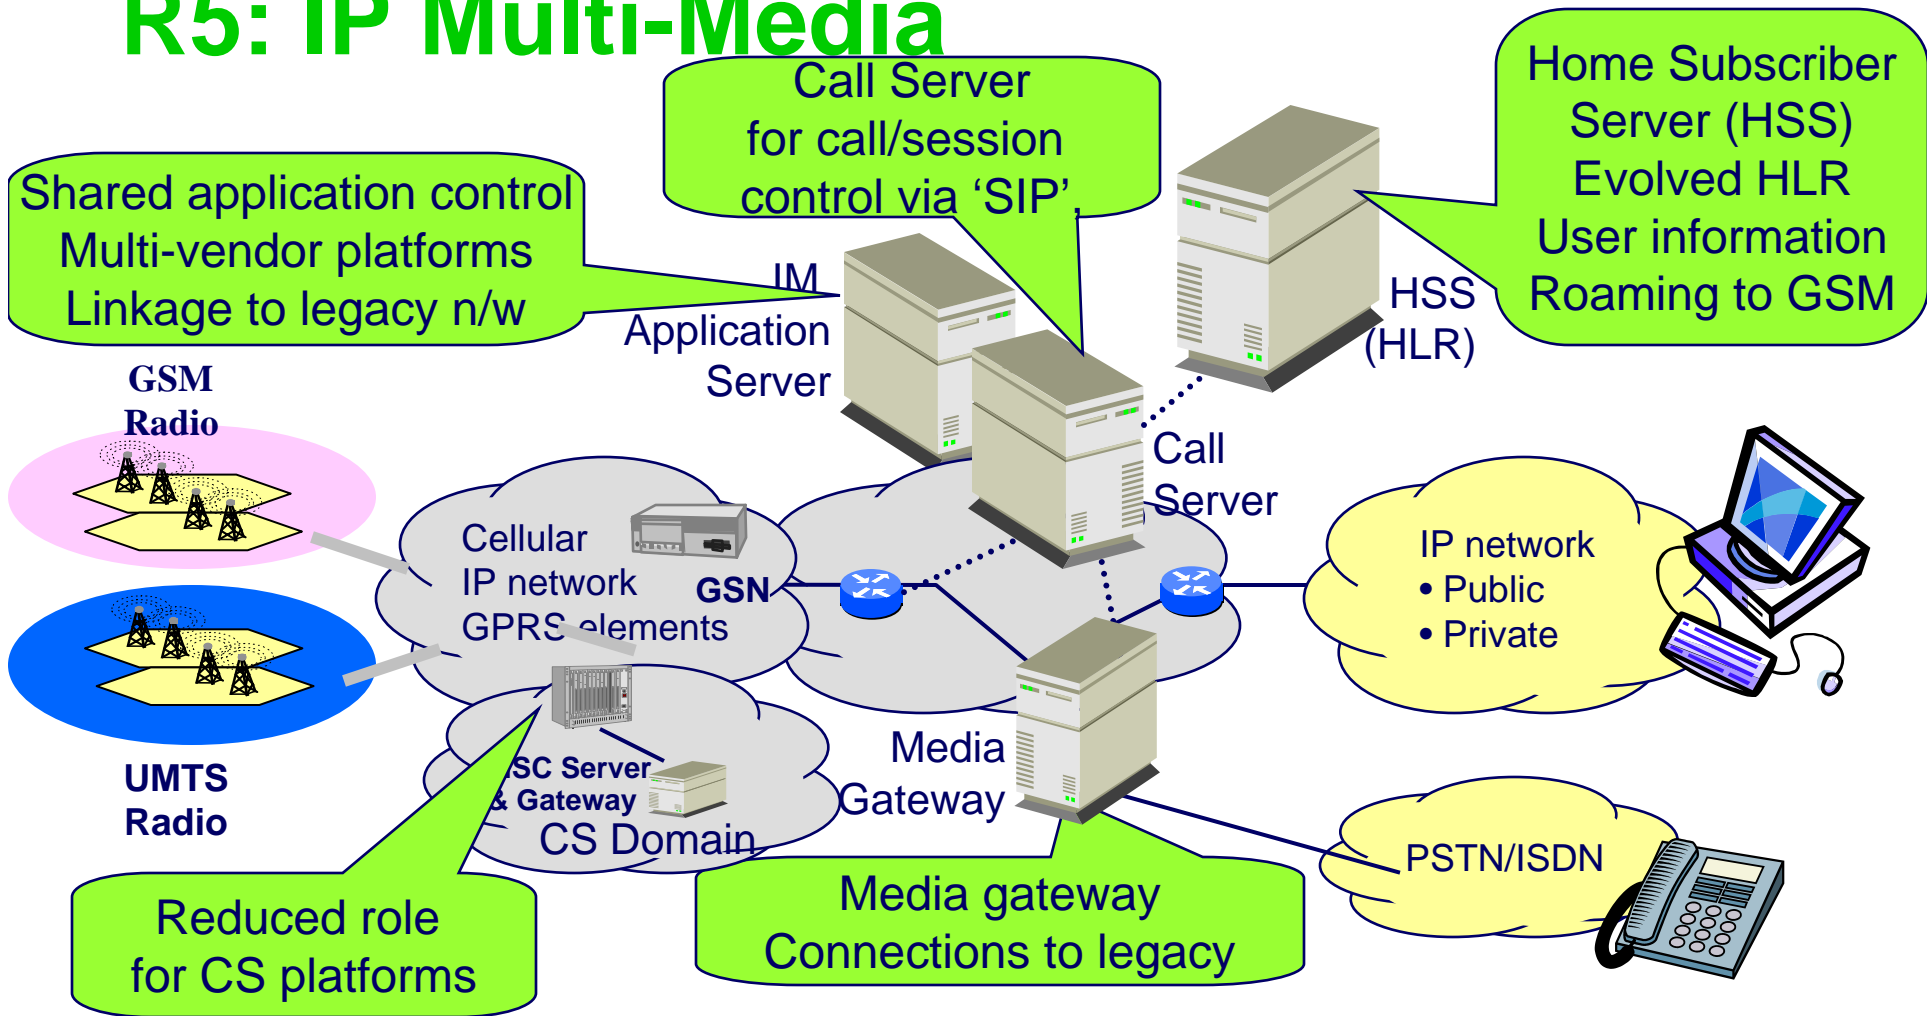 R5: IP Multi-Media
Call Server
for call/session
control via ‘SIP’,
Home Subscriber
Server (HSS)
Evolved HLR
User information
Roaming to GSM
Shared application control
Multi-vendor platforms
Linkage to legacy n/w
IM
Application
Server
HSS
(HLR)
GSM
Radio
Call
Server
Cellular
IP network
GPRS elements
GSN
IP network
• Public
• Private
UMTS
Radio
Server
& Gateway
CS Domain
Media
Gateway
PSTN/ISDN
Reduced role
for CS platforms
Media gateway
Connections to legacy